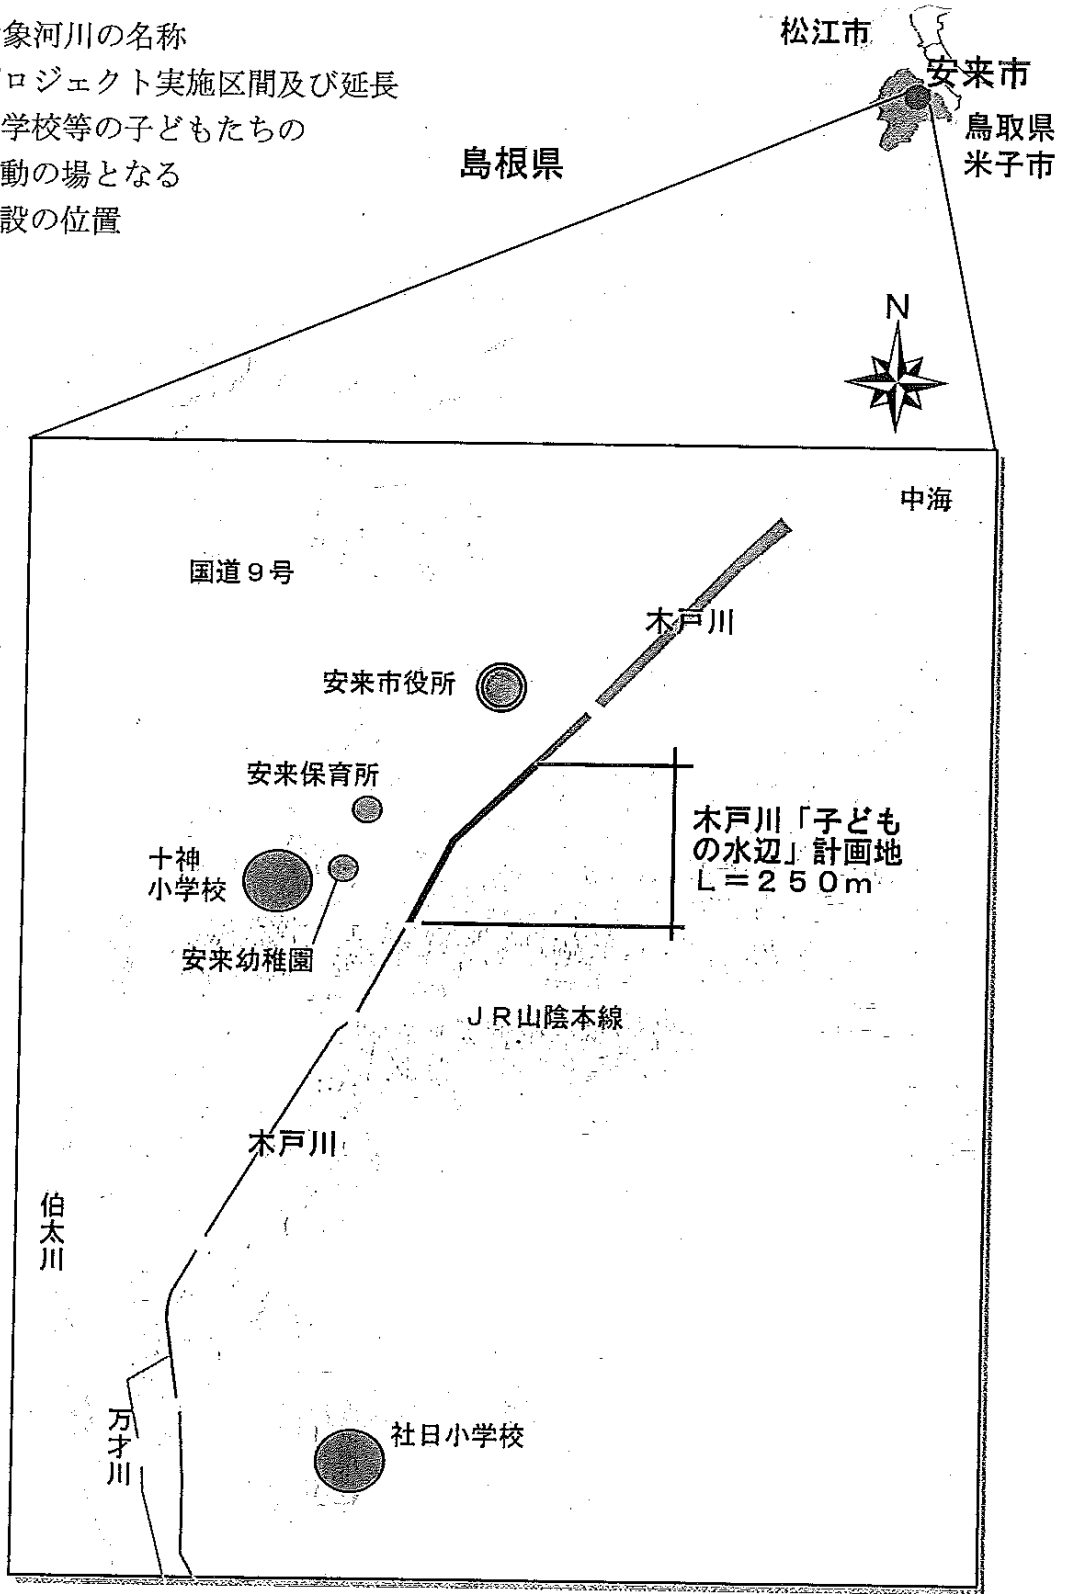 象河川の名称
ロジェクト実施区間及び延長
学校等の子どもたちの
動の場となる
設の位置
松江市
安来市
鳥取県
米子市
島根県
N
中海
国道９号
木戸川
安来市役所
安来保育所
木戸川「子ども
の水辺」計画地
Ｌ＝２５０ｍ
十神
小学校
安来幼稚園
ＪＲ山陰本線
木戸川
伯太川
万才川
社日小学校